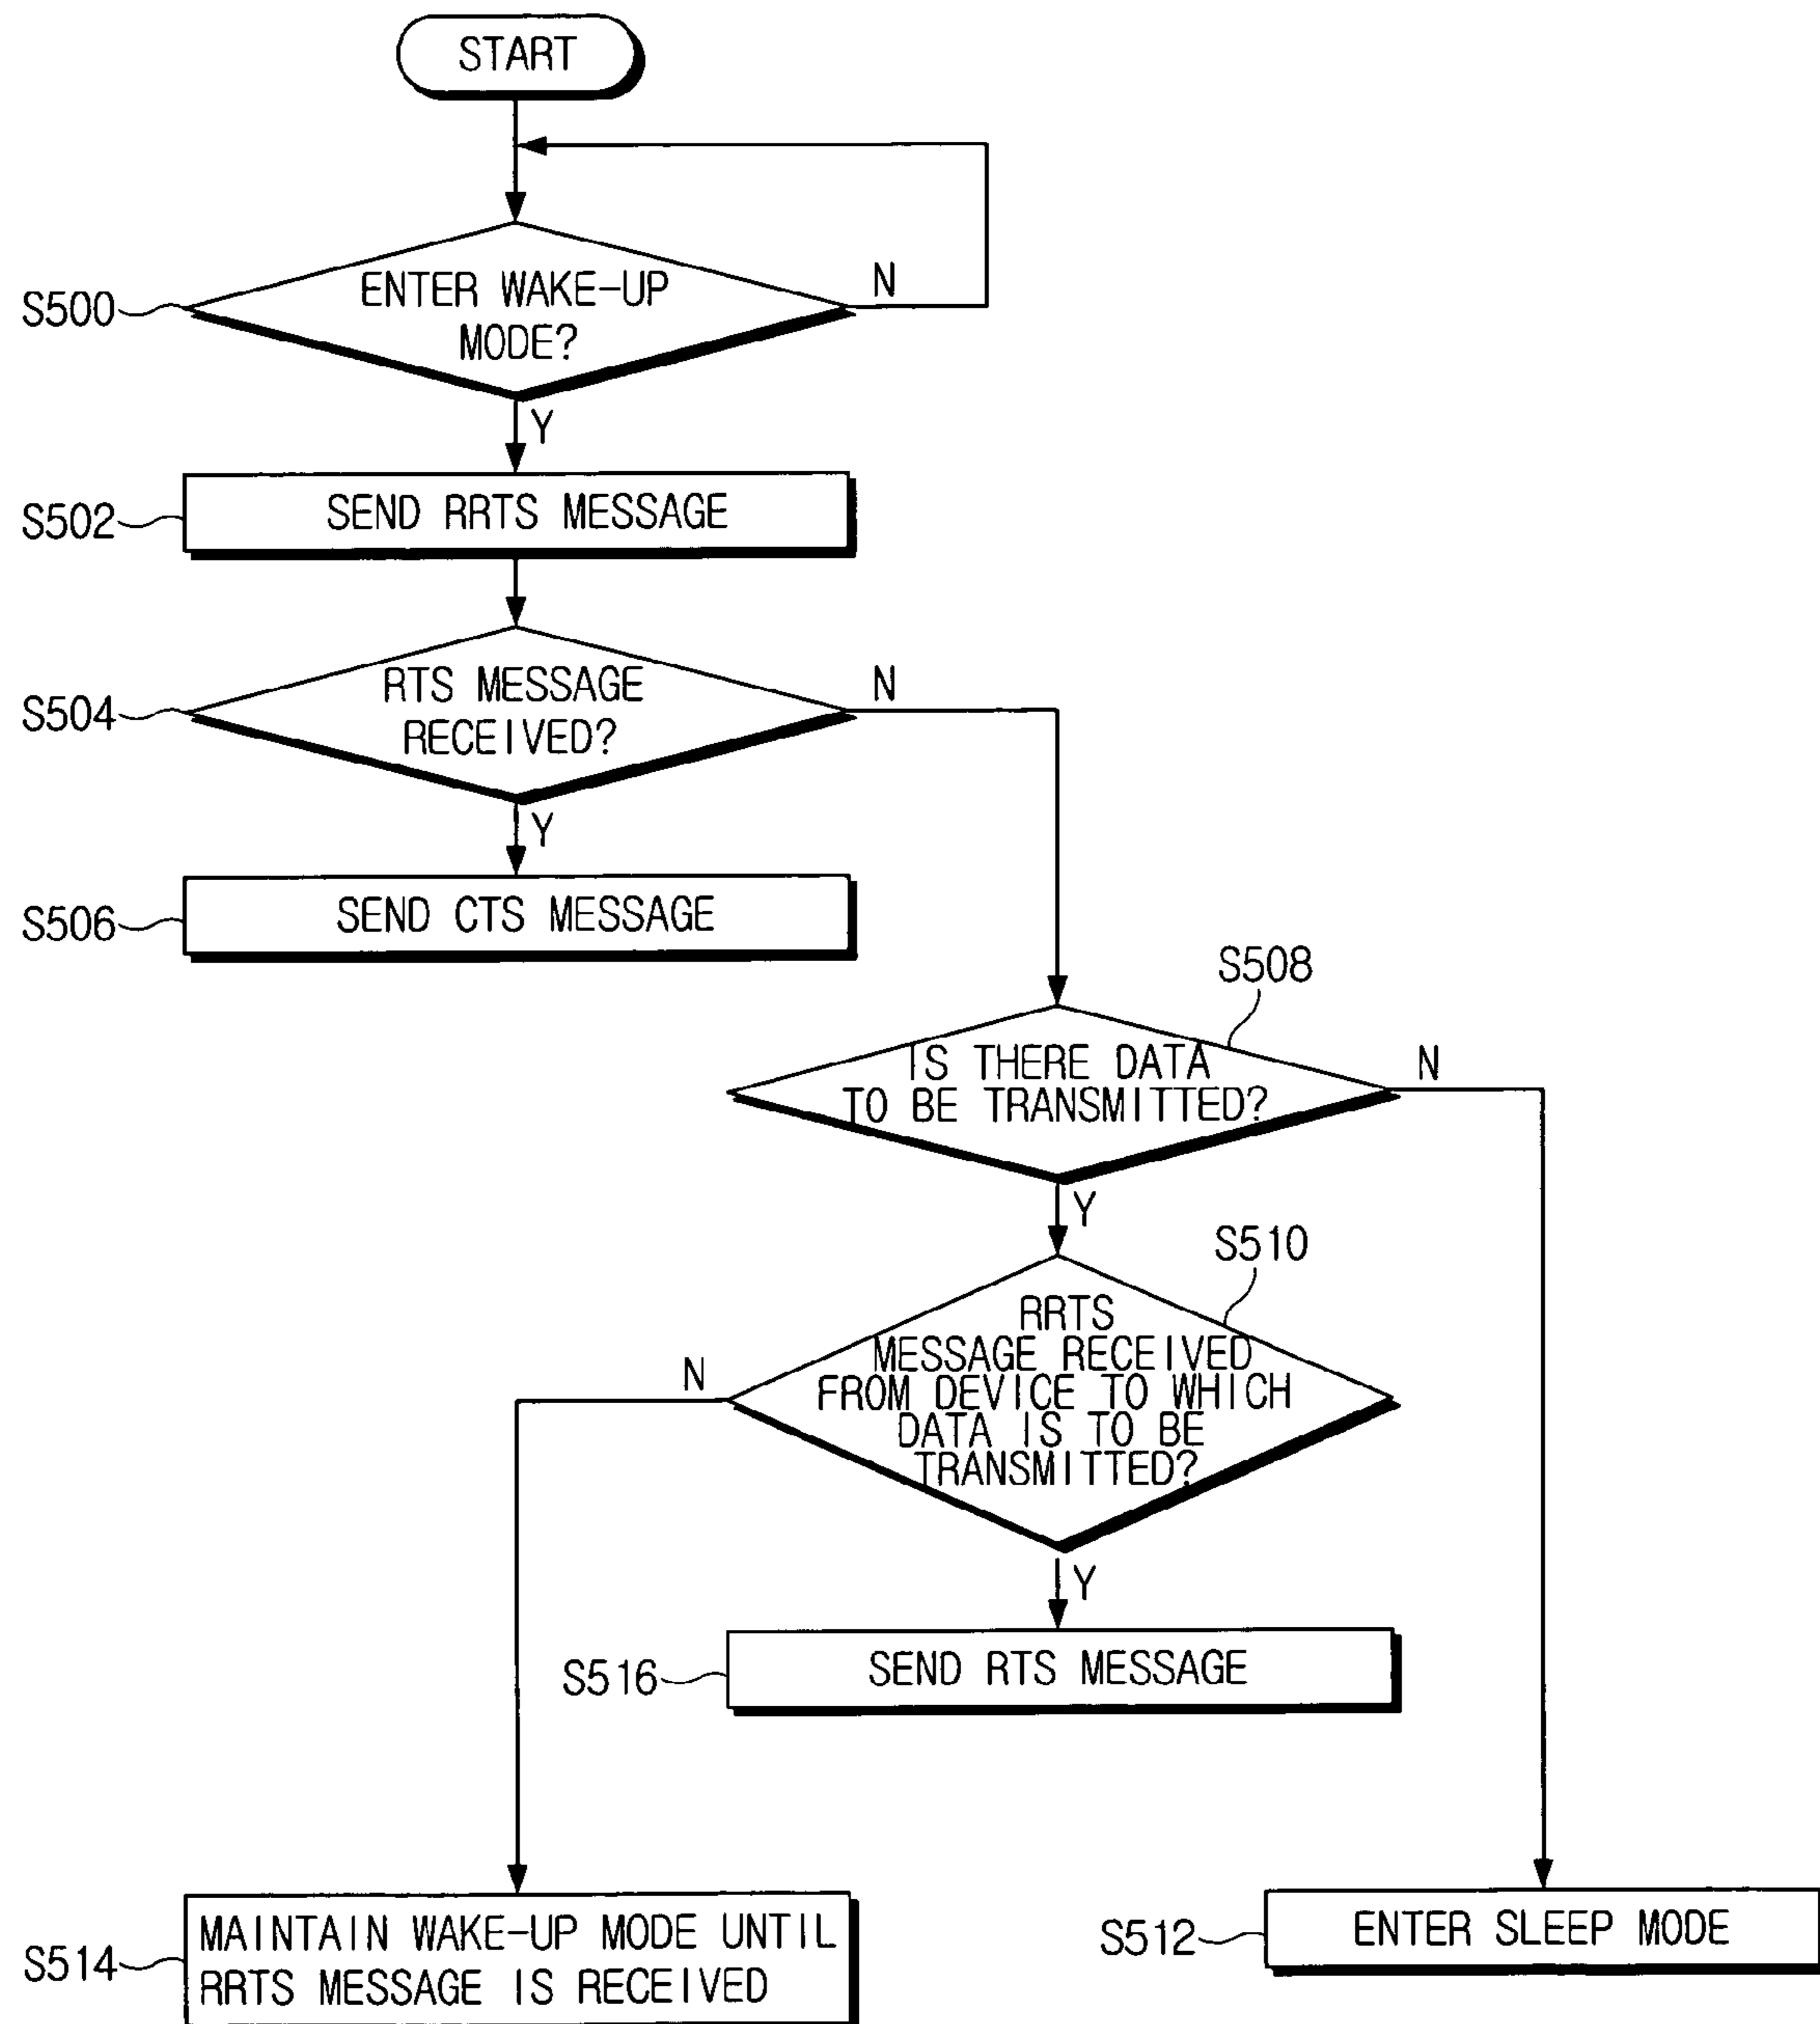 START
ENTER WAKE-UP
MODE?
N
S500
Y
SEND RRTS MESSAGE
S502
RTS MESSAGE
RECEIVED?
N
S504
Y
SEND CTS MESSAGE
S506
S508
IS THERE DATA
TO BE TRANSMITTED?
N
Y
S510
RRTS
MESSAGE RECEIVED
FROM DEVICE TO WHICH
DATA IS TO BE
TRANSMITTED?
N
Y
SEND RTS MESSAGE
S516
MAINTAIN WAKE-UP MODE UNTIL
RRTS MESSAGE IS RECEIVED
S514
ENTER SLEEP MODE
S512